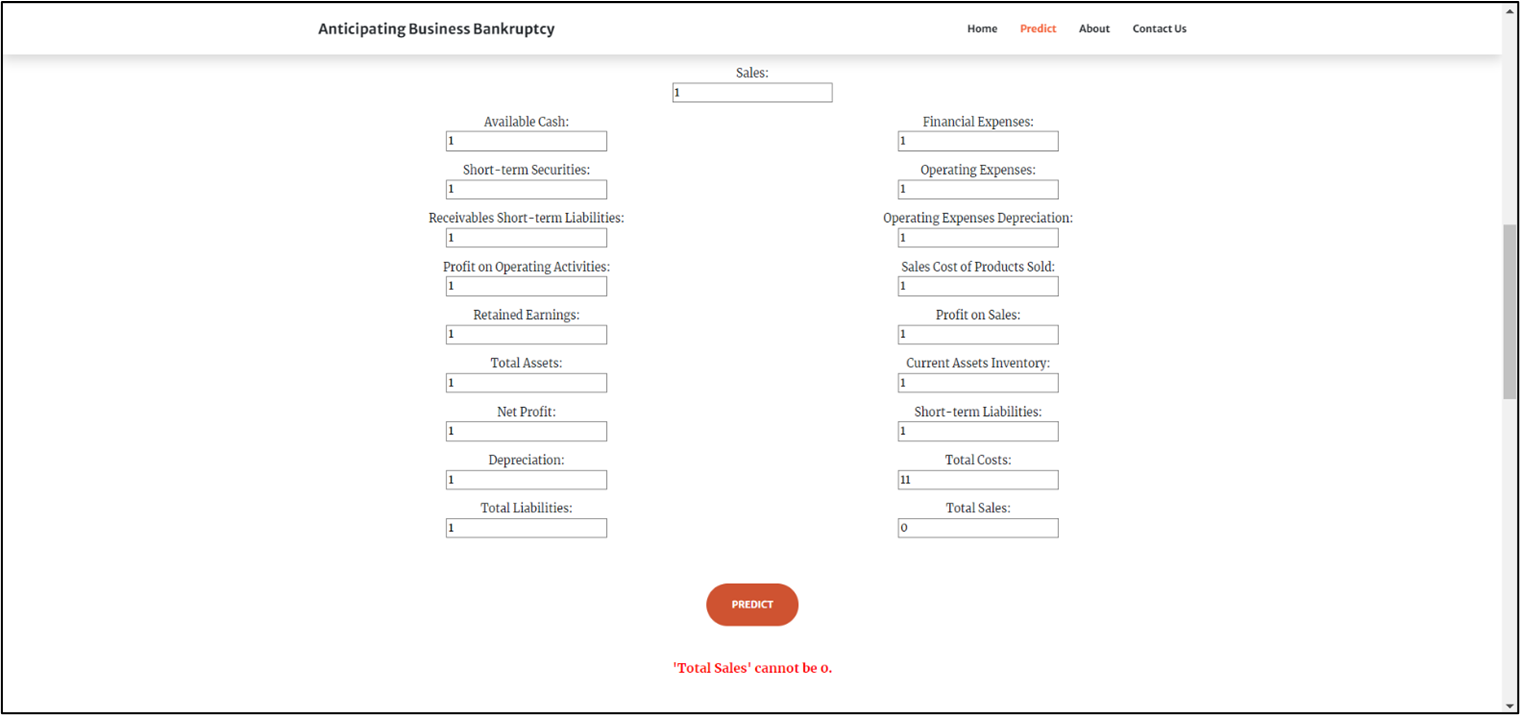 Anticipating Business Bankruptcy Home Predict About Contact Us
Sales:
1
Available Cash: Financial Expenses:
1 1
Short-term Securities: Operating Expenses:
1 1
Receivables Short-term Liabilities: Operating Expenses Depreciation:
1 1
Profit on Operating Activities: Sales Cost of Products Sold:
1 1
Retained Earnings: Profit on Sales:
1 1
Total Assets: Current Assets Inventory:
1 1
Net Profit: Short-term Liabilities:
1 1
Depreciation: Total Costs:
1 11
Total Liabilities: Total Sales:
1 0
PREDICT
'Total Sales' cannot be 0.